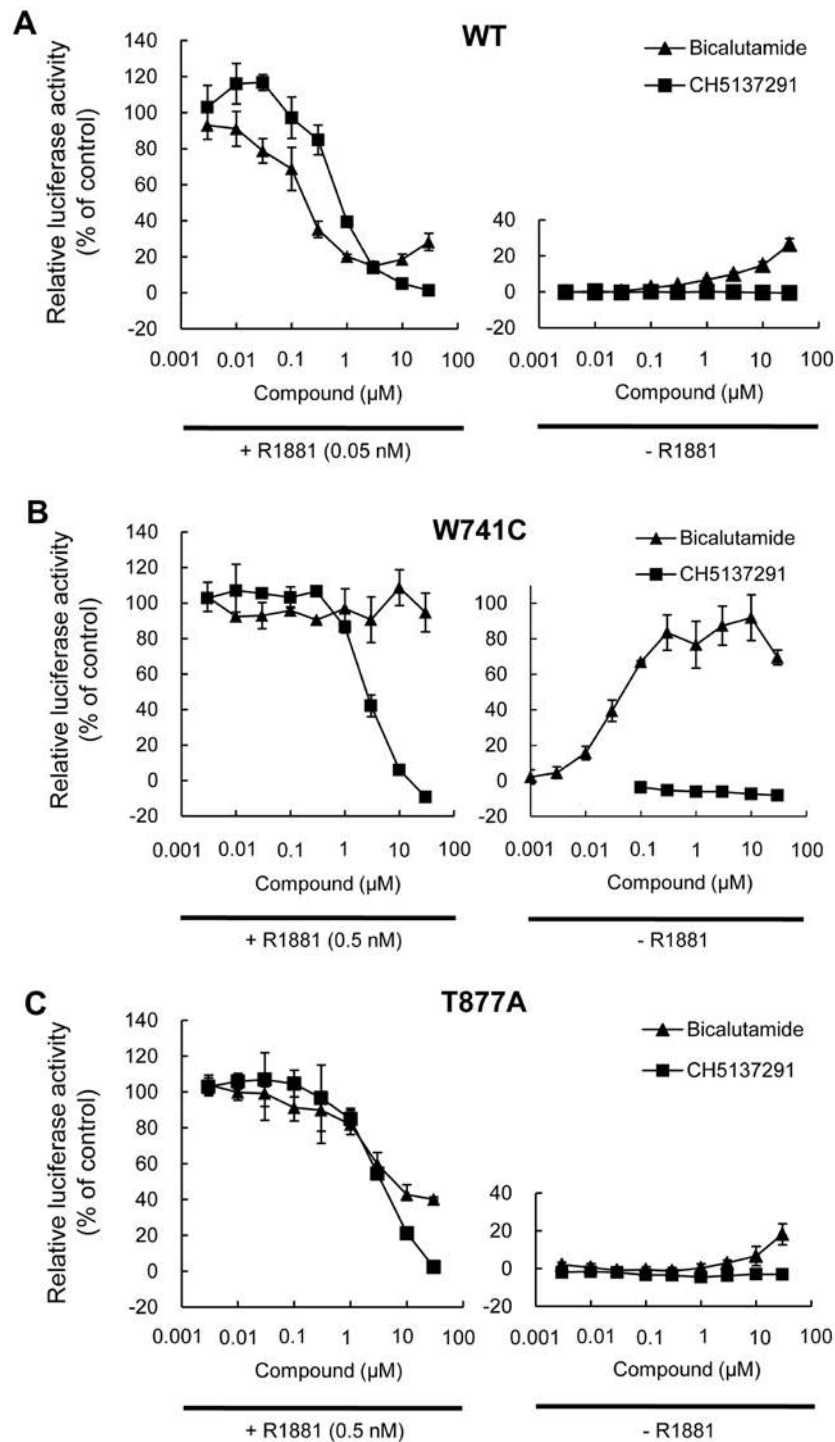 A
WT
Bicalutamide
CH5137291
Relative luciferase activity
(% of control)
140
120
100
80
60
40
20
0
-20
0.001 0.01 0.1 1 10 100
Compound (µM)
+ R1881 (0.05 nM)
40
20
0
-20
0.001 0.01 0.1 1 10 100
Compound (µM)
- R1881
B
W741C
Bicalutamide
CH5137291
Relative luciferase activity
(% of control)
140
120
100
80
60
40
20
0
-20
0.001 0.01 0.1 1 10 100
Compound (µM)
+ R1881 (0.5 nM)
100
80
60
40
20
0
-20
0.001 0.01 0.1 1 10 100
Compound (µM)
- R1881
C
T877A
Bicalutamide
CH5137291
Relative luciferase activity
(% of control)
140
120
100
80
60
40
20
0
-20
0.001 0.01 0.1 1 10 100
Compound (µM)
+ R1881 (0.5 nM)
40
20
0
-20
0.001 0.01 0.1 1 10 100
Compound (µM)
- R1881